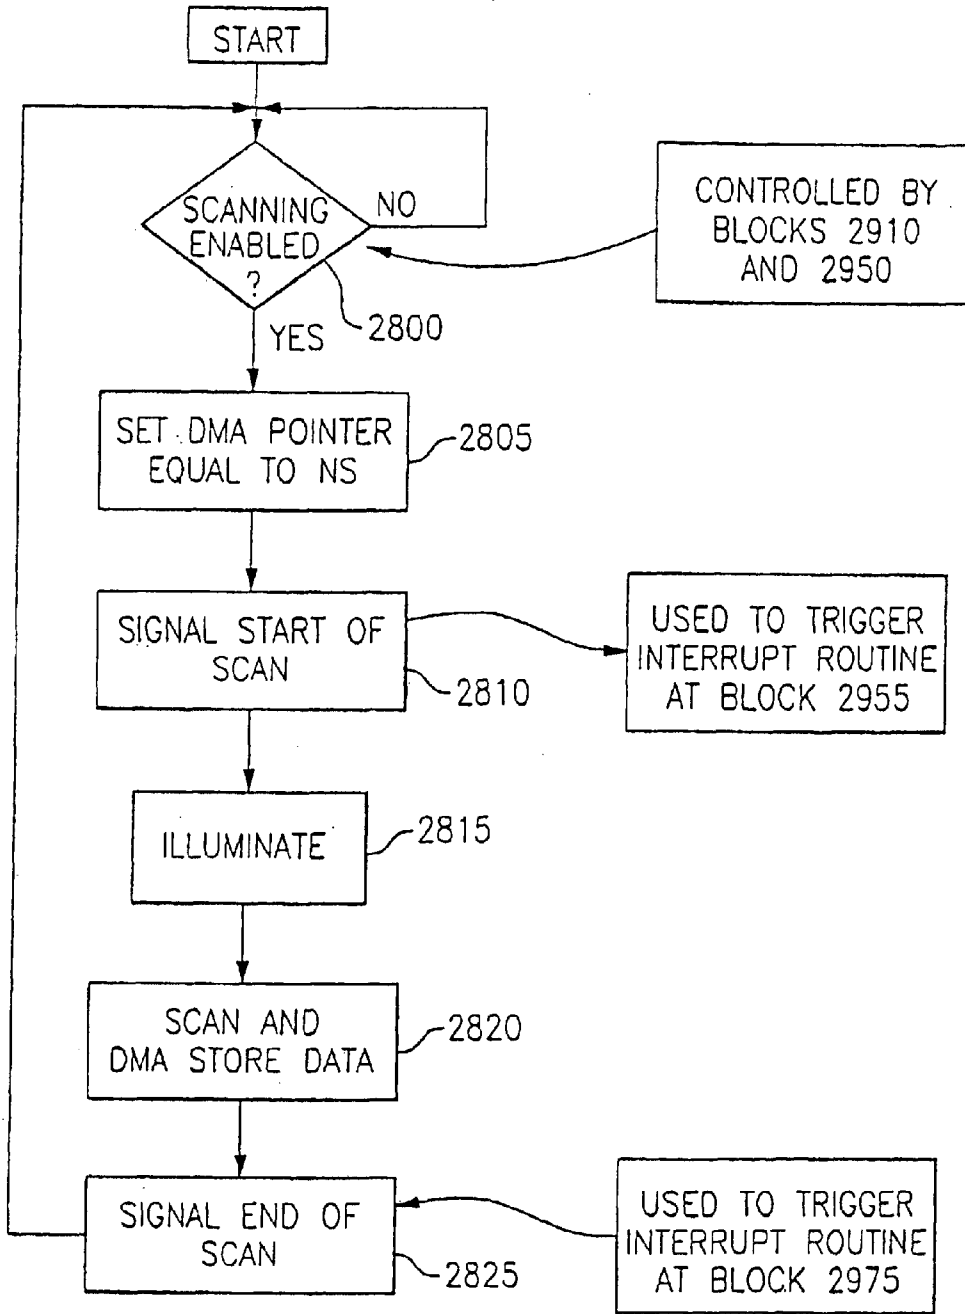 START
SCANNING
ENABLED
?
NO
YES
2800
CONTROLLED BY
BLOCKS 2910
AND 2950
SET DMA POINTER
EQUAL TO NS
2805
SIGNAL START OF
SCAN
2810
USED TO TRIGGER
INTERRUPT ROUTINE
AT BLOCK 2955
ILLUMINATE
2815
SCAN AND
DMA STORE DATA
2820
SIGNAL END OF
SCAN
2825
USED TO TRIGGER
INTERRUPT ROUTINE
AT BLOCK 2975